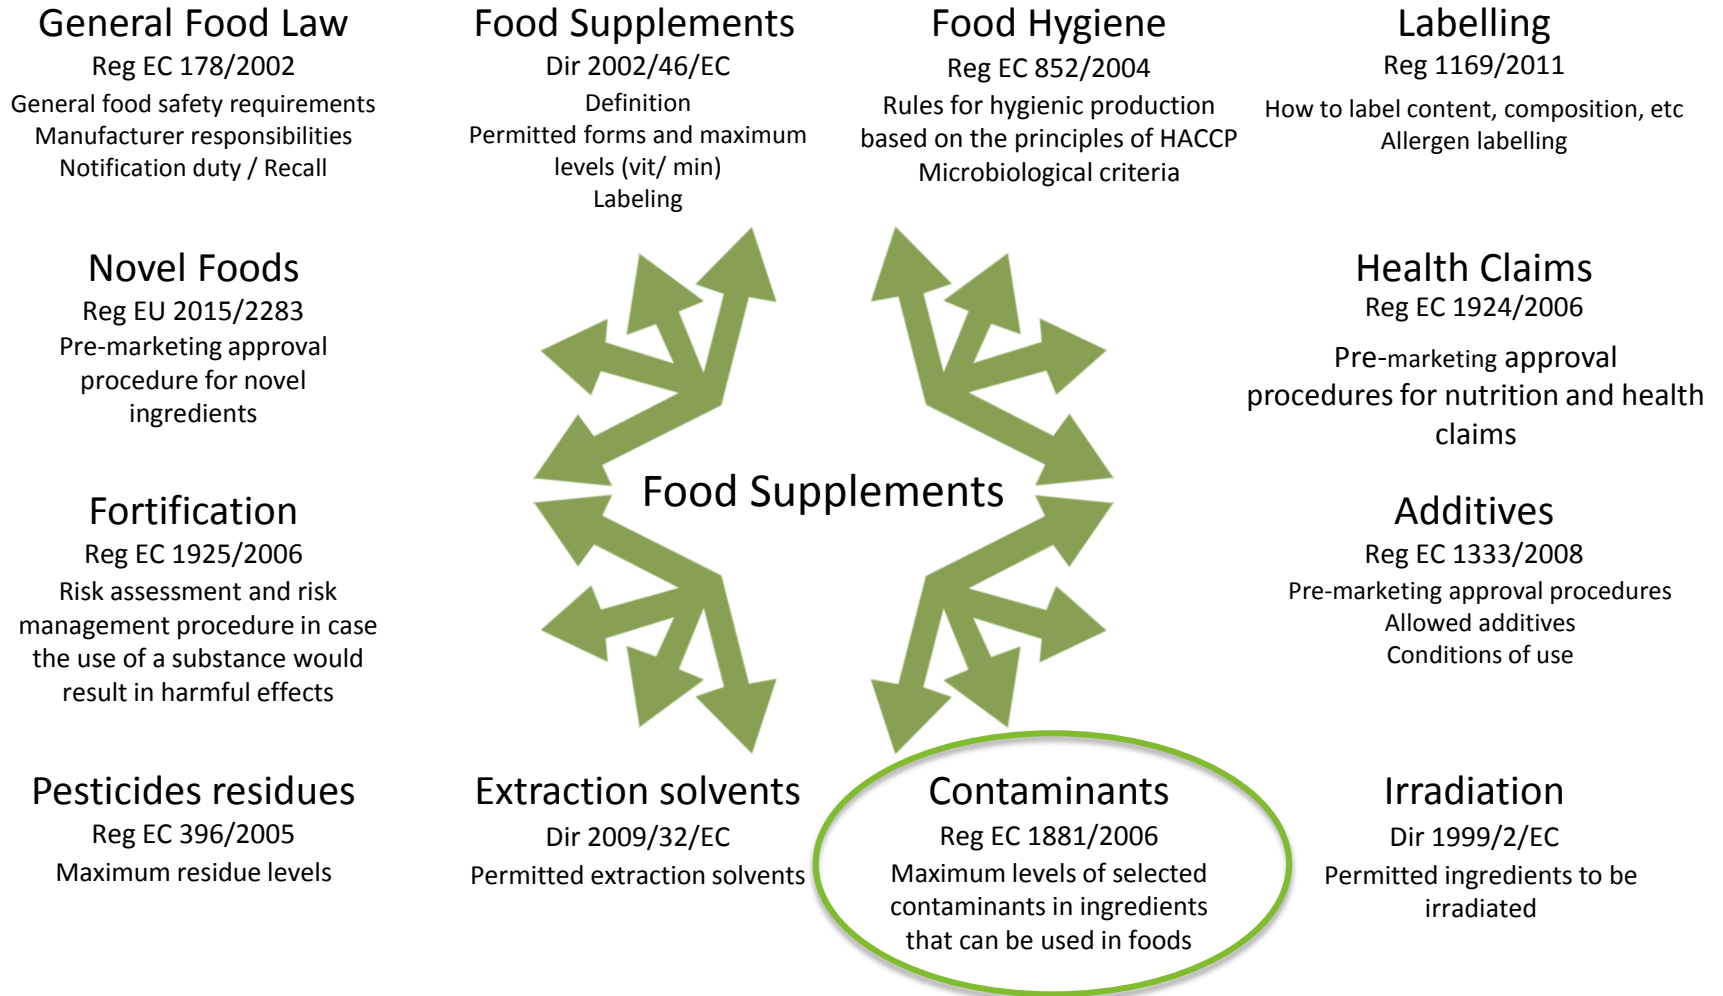 General Food Law
Reg EC 178/2002
General food safety requirements
Manufacturer responsibilities
Notification duty / Recall
Food Supplements
Dir 2002/46/EC
Definition
Permitted forms and maximum
levels (vit/ min)
Labeling
Food Hygiene
Reg EC 852/2004
Rules for hygienic production
based on the principles of HACCP
Microbiological criteria
Labelling
Reg 1169/2011
How to label content, composition, etc
Allergen labelling
Novel Foods
Reg EU 2015/2283
Pre-marketing approval
procedure for novel
ingredients
Health Claims
Reg EC 1924/2006
Pre-marketing approval
procedures for nutrition and health
claims
Food Supplements
Fortification
Reg EC 1925/2006
Risk assessment and risk
management procedure in case
the use of a substance would
result in harmful effects
Additives
Reg EC 1333/2008
Pre-marketing approval procedures
Allowed additives
Conditions of use
Pesticides residues
Reg EC 396/2005
Maximum residue levels
Extraction solvents
Dir 2009/32/EC
Permitted extraction solvents
Contaminants
Reg EC 1881/2006
Maximum levels of selected
contaminants in ingredients
that can be used in foods
Irradiation
Dir 1999/2/EC
Permitted ingredients to be
irradiated